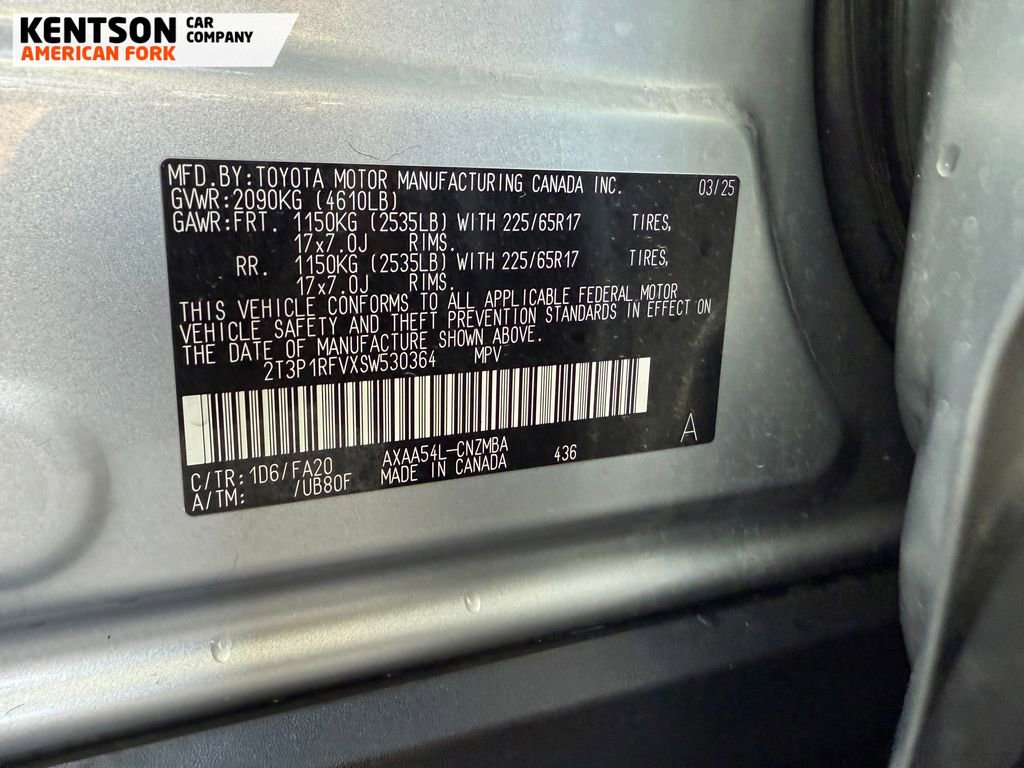 KENTSON CAR
AMERICAN FORK COMPANY
MFD.BY:TOYOTA MOTOR MANUFACTURING CANADA INC. 03/25
GVWR:2090KG (4610LB)
GAWR:FRT. 1150KG (2535LB) WITH 225/65R17 TIRES,
17x7.0J RIMS.
RR. 1150KG (2535LB) WITH 225/65R17 TIRES,
17x7.0J RIMS.
THIS VEHICLE CONFORMS TO ALL APPLICABLE FEDERAL MOTOR
VEHICLE SAFETY AND THEFT PREVENTION STANDARDS IN EFFECT ON
THE DATE OF MANUFACTURE SHOWN ABOVE.
2T3P1RFVXSW530364 MPV
A
C/TR:1D6/FA20 AXAA54L-CNZMBA 436
A/TM: /UB80F MADE IN CANADA